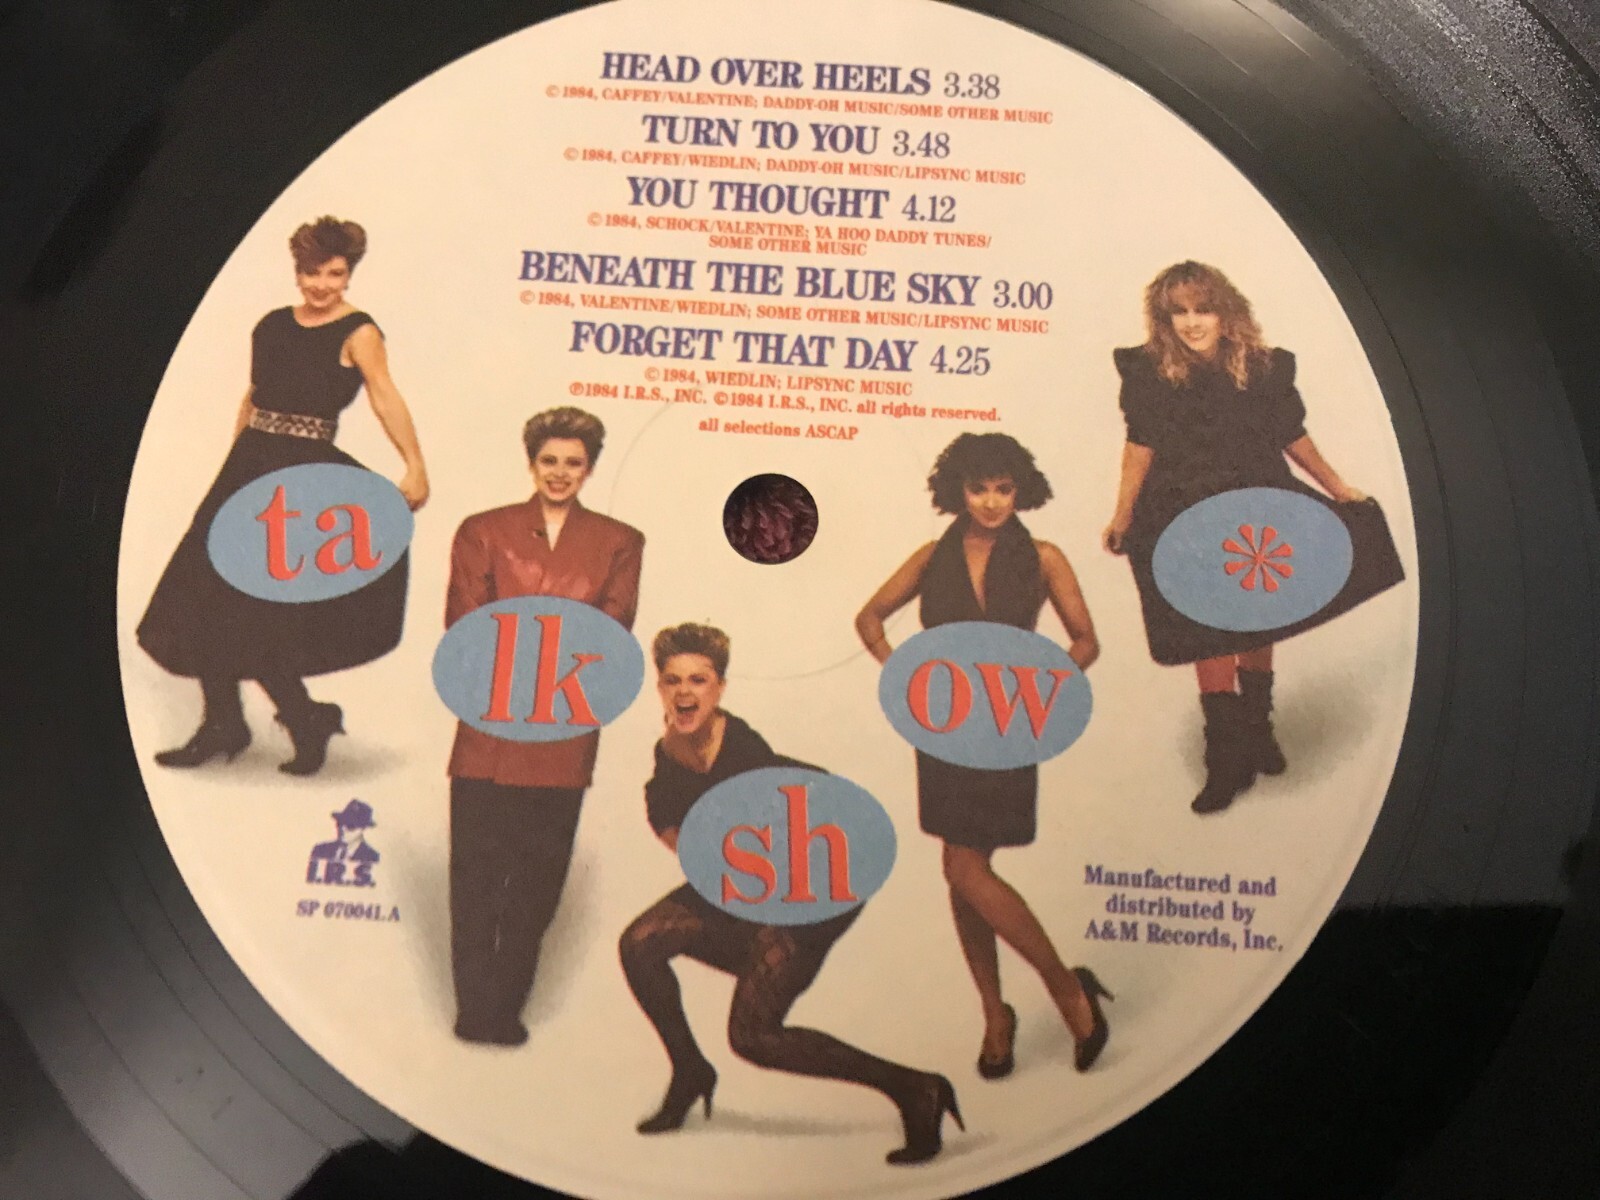 HEAD OVER HEELS 3.38
© 1984, CAFFEY/VALENTINE; DADDY-OH MUSIC/SOME OTHER MUSIC
TURN TO YOU 3.48
© 1984, CAFFEY/WIEDLIN; DADDY-OH MUSIC/LIPSYNC MUSIC
YOU THOUGHT 4.12
© 1984, SCHOCK/VALENTINE; YA HOO DADDY TUNES/
SOME OTHER MUSIC
BENEATH THE BLUE SKY 3.00
© 1984, VALENTINE/WIEDLIN; SOME OTHER MUSIC/LIPSYNC MUSIC
FORGET THAT DAY 4.25
© 1984, WIEDLIN; LIPSYNC MUSIC
℗1984 I.R.S., INC. ©1984 I.R.S., INC. all rights reserved.
all selections ASCAP
ta
lk
sh
ow
*
I.R.S.
SP 070041 A
Manufactured and
distributed by
A&M Records, Inc.